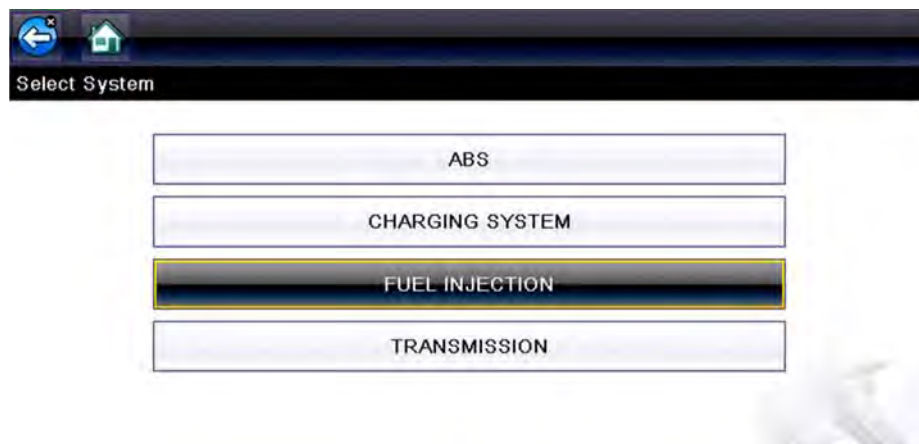 Select System
ABS
CHARGING SYSTEM
FUEL INJECTION
TRANSMISSION